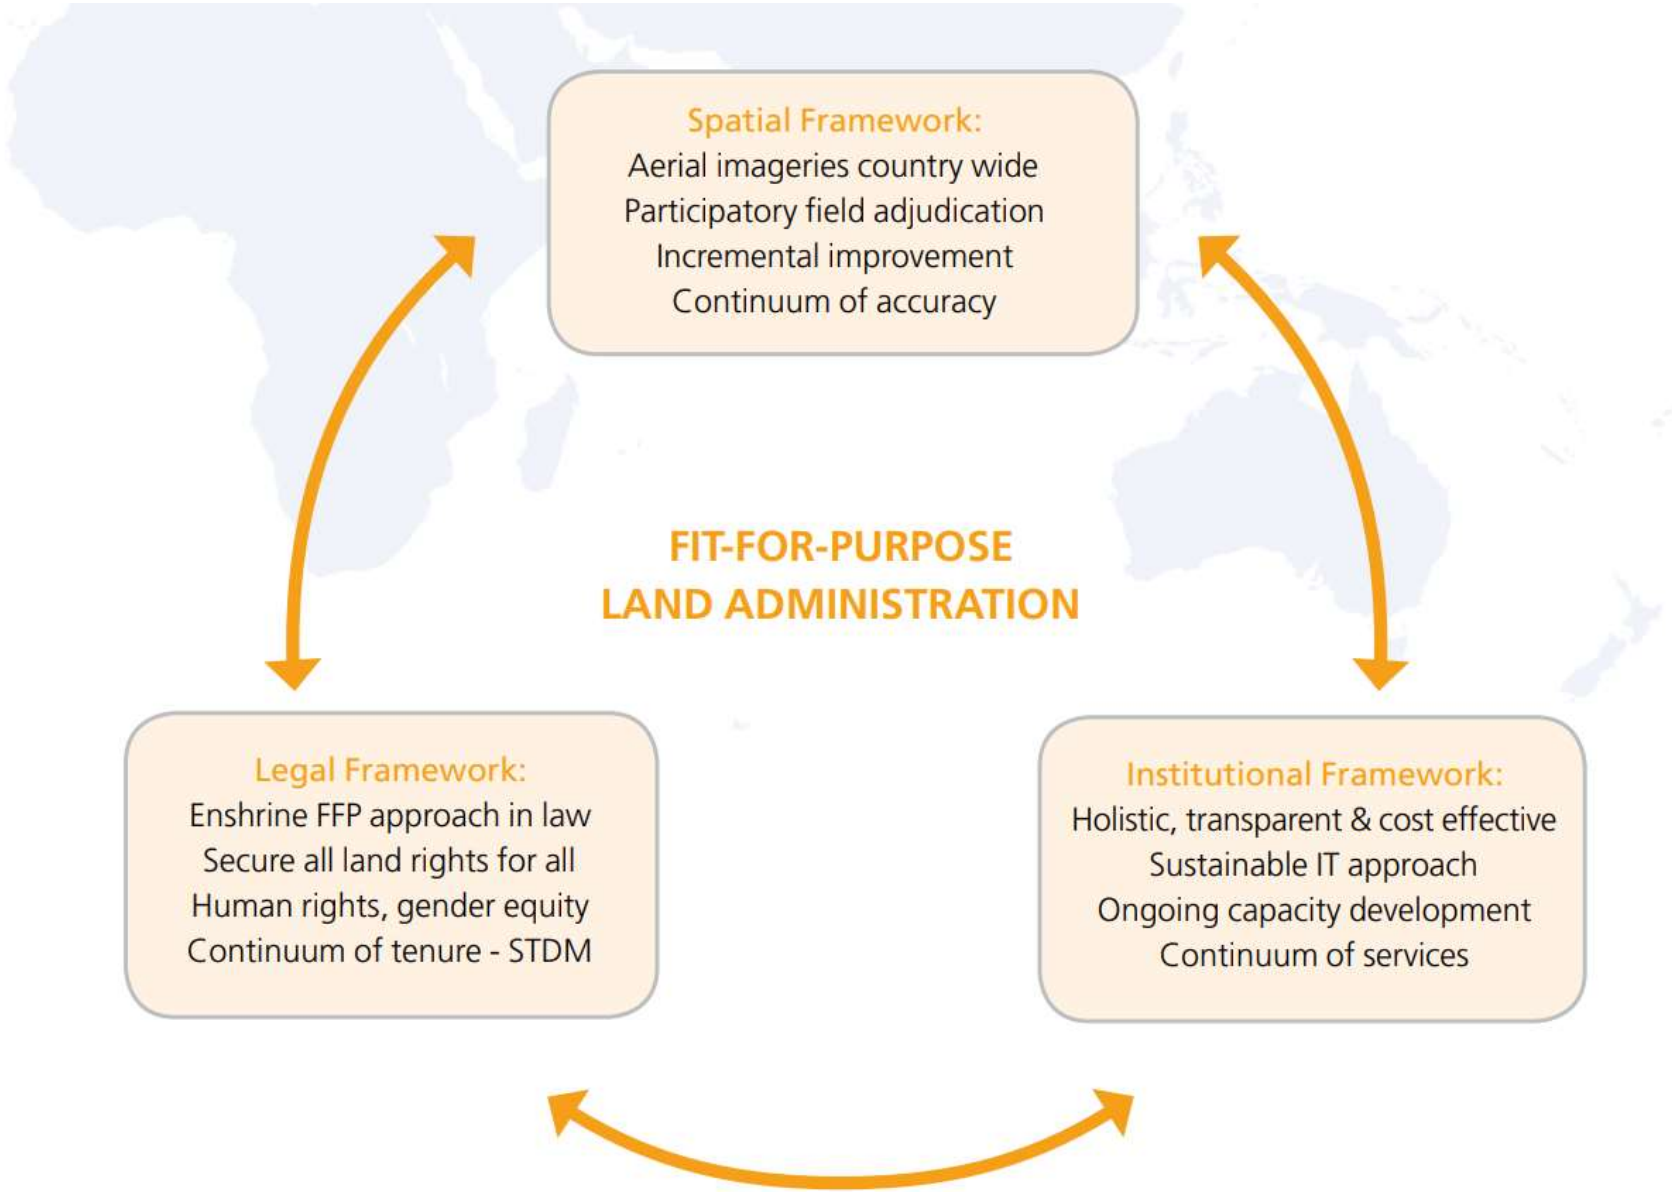 Spatial Framework:
Aerial imageries country wide
Participatory field adjudication
Incremental improvement
Continuum of accuracy
FIT-FOR-PURPOSE
LAND ADMINISTRATION
Legal Framework:
Enshrine FFP approach in law
Secure all land rights for all
Human rights, gender equity
Continuum of tenure - STDM
Institutional Framework:
Holistic, transparent & cost effective
Sustainable IT approach
Ongoing capacity development
Continuum of services